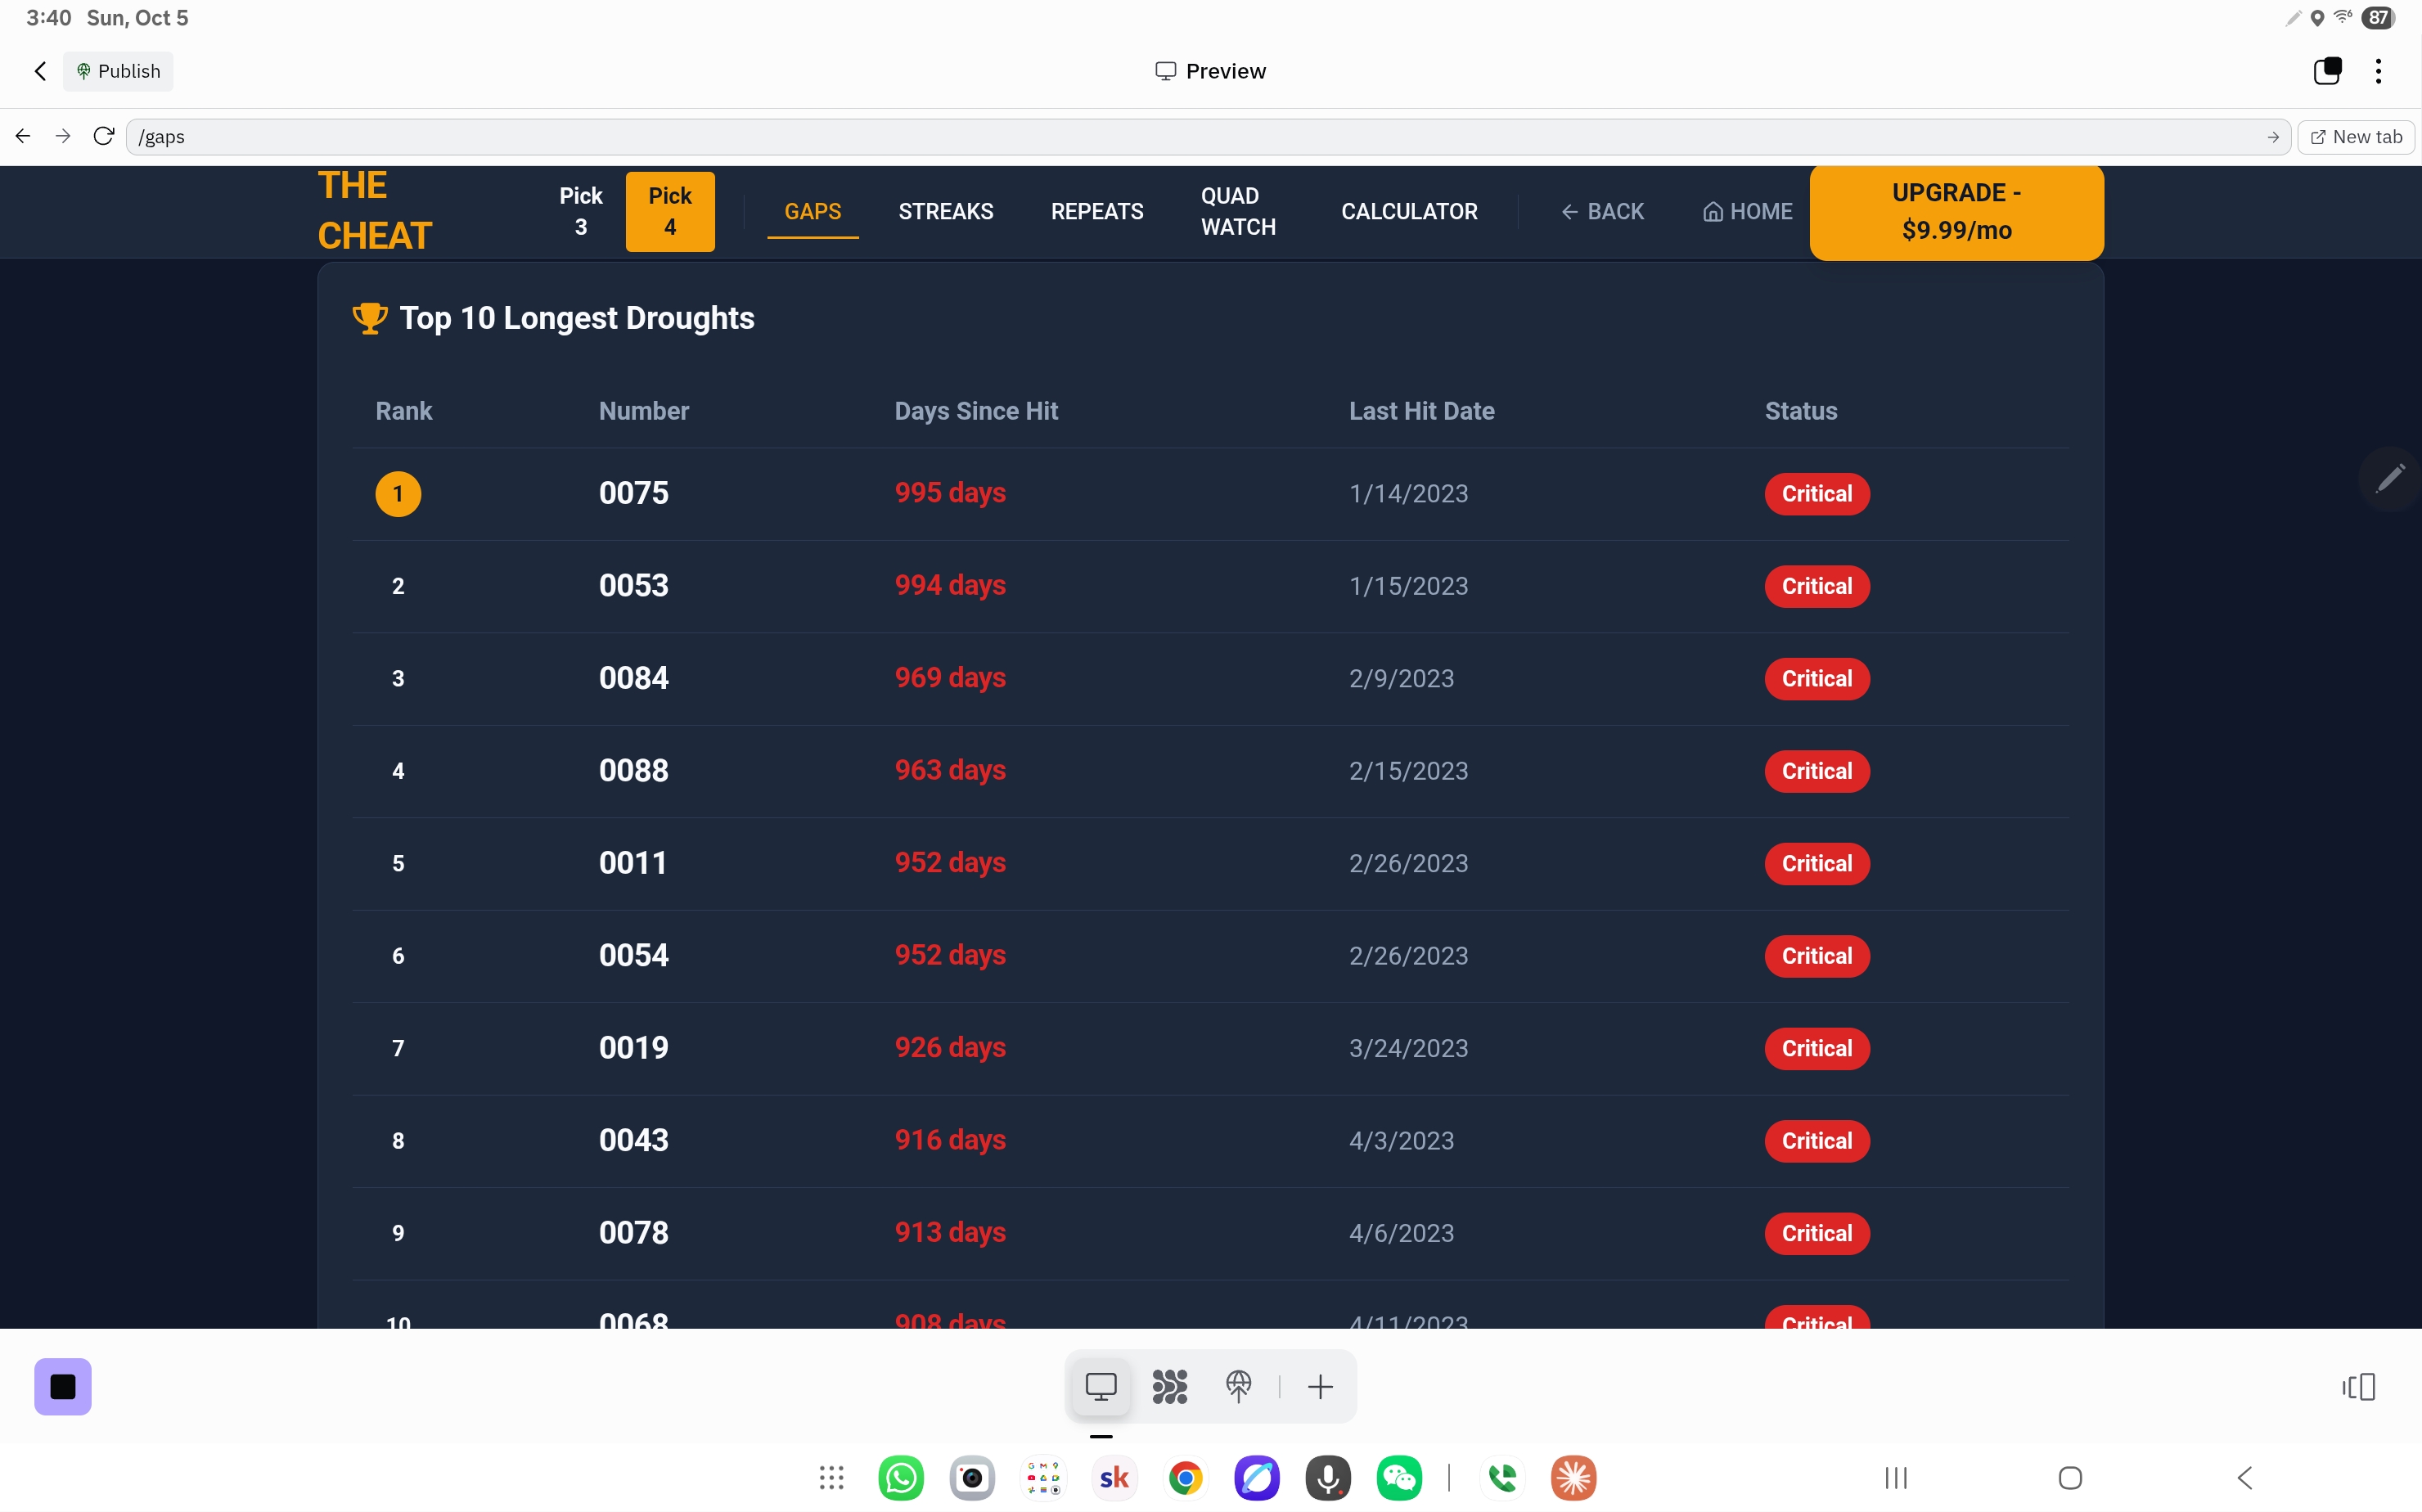 3:40 Sun, Oct 5
87
Publish
Preview
/gaps
New tab
THE
CHEAT
Pick
3
Pick
4
GAPS
STREAKS
REPEATS
QUAD
WATCH
CALCULATOR
BACK
HOME
UPGRADE -
$9.99/mo
Top 10 Longest Droughts
Rank Number Days Since Hit Last Hit Date Status
1 0075 995 days 1/14/2023 Critical
2 0053 994 days 1/15/2023 Critical
3 0084 969 days 2/9/2023 Critical
4 0088 963 days 2/15/2023 Critical
5 0011 952 days 2/26/2023 Critical
6 0054 952 days 2/26/2023 Critical
7 0019 926 days 3/24/2023 Critical
8 0043 916 days 4/3/2023 Critical
9 0078 913 days 4/6/2023 Critical
10 0068 908 days 4/11/2023 Critical
sk